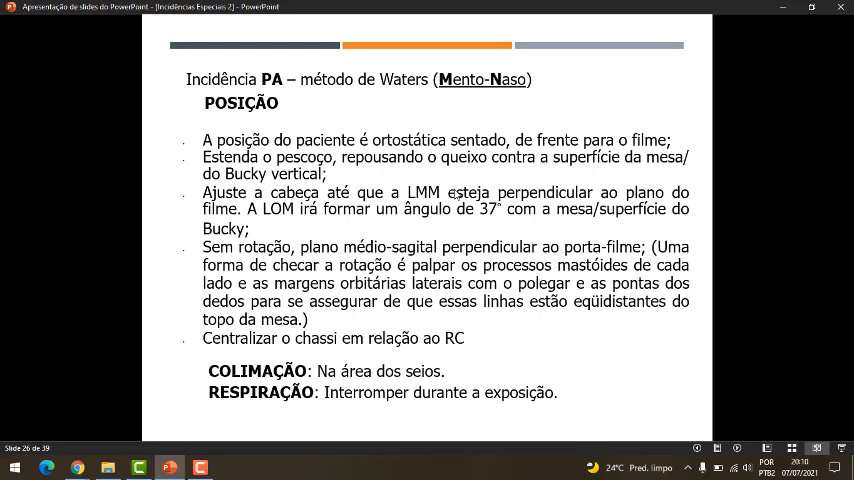 Apresentação de slides do PowerPoint - [Incidências Especiais 2] - PowerPoint
Incidência PA – método de Waters (Mento-Naso)
POSIÇÃO
A posição do paciente é ortostática sentado, de frente para o filme;
Estenda o pescoço, repousando o queixo contra a superfície da mesa/
do Bucky vertical;
Ajuste a cabeça até que a LMM esteja perpendicular ao plano do
filme. A LOM irá formar um ângulo de 37° com a mesa/superfície do
Bucky;
Sem rotação, plano médio-sagital perpendicular ao porta-filme; (Uma
forma de checar a rotação é palpar os processos mastóides de cada
lado e as margens orbitárias laterais com o polegar e as pontas dos
dedos para se assegurar de que essas linhas estão eqüidistantes do
topo da mesa.)
Centralizar o chassi em relação ao RC
COLIMAÇÃO: Na área dos seios.
RESPIRAÇÃO: Interromper durante a exposição.
Slide 26 de 39
24°C Pred. limpo
POR
PTB2
20:10
07/07/2021